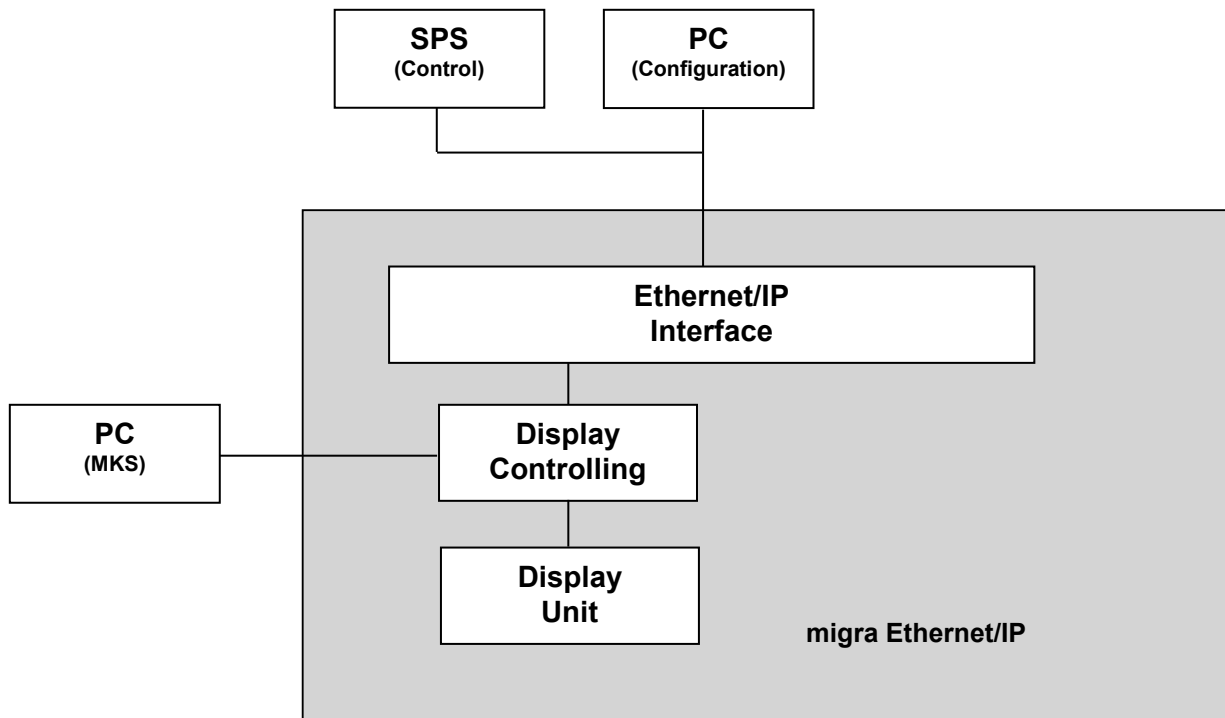 SPS
(Control)
PC
(Configuration)
Ethernet/IP
Interface
PC
(MKS)
Display
Controlling
Display
Unit
migra Ethernet/IP